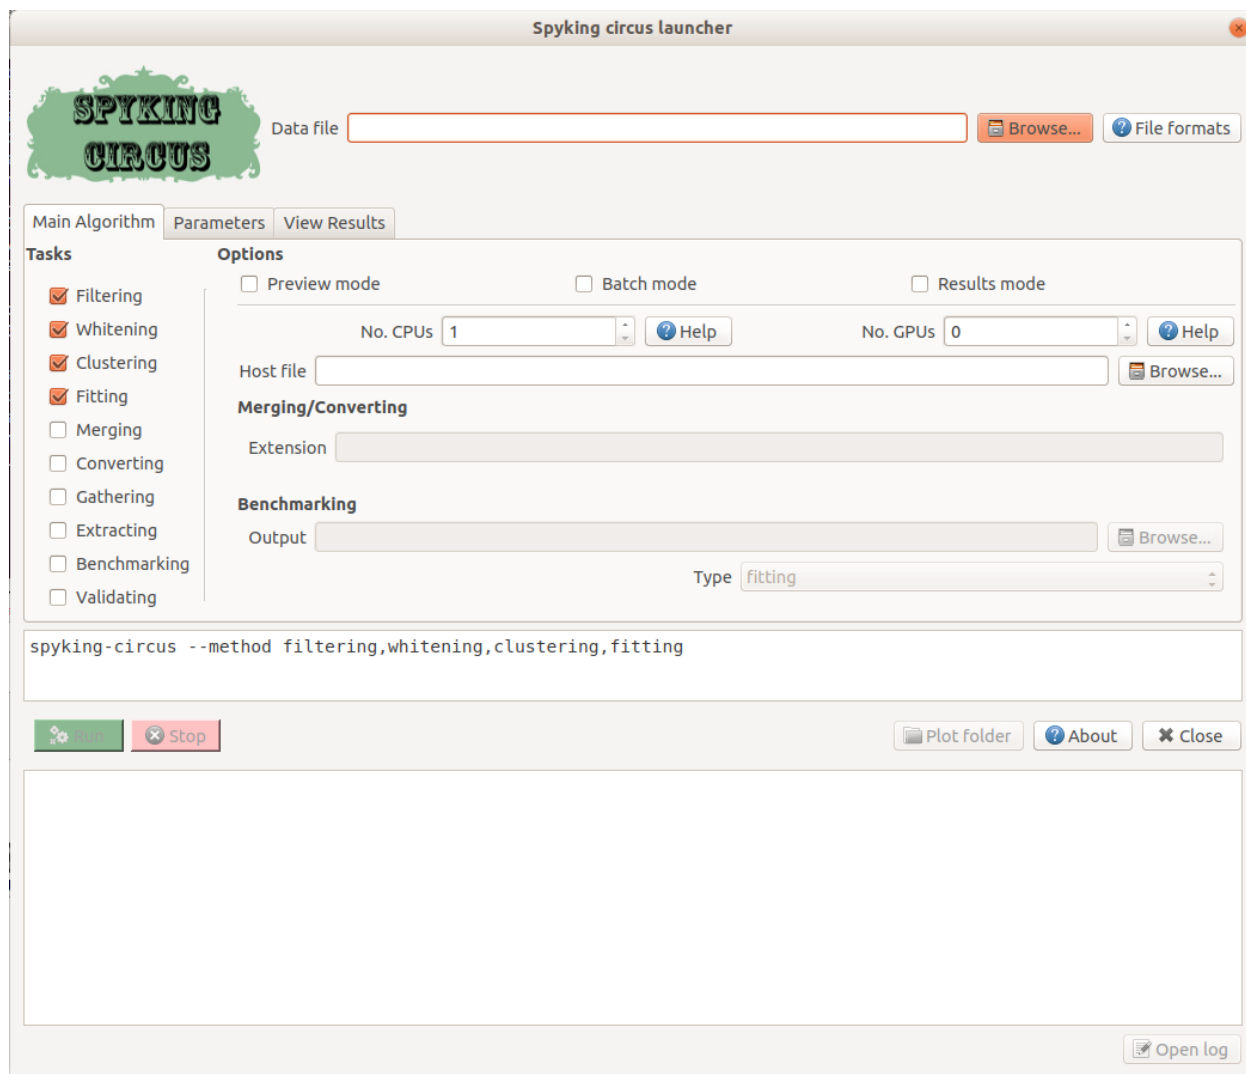 Spyking circus launcher
SPYKING
CIRCUS
Data file
Browse...
File formats
Main Algorithm
Parameters
View Results
Tasks
Options
Filtering
Whitening
Clustering
Fitting
Merging
Converting
Gathering
Extracting
Benchmarking
Validating
Preview mode
Batch mode
Results mode
No. CPUs 1
Help
No. GPUs 0
Help
Host file
Browse...
Merging/Converting
Extension
Benchmarking
Output
Browse...
Type fitting
spyking-circus --method filtering,whitening,clustering,fitting
Run
Stop
Plot folder
About
Close
Open log